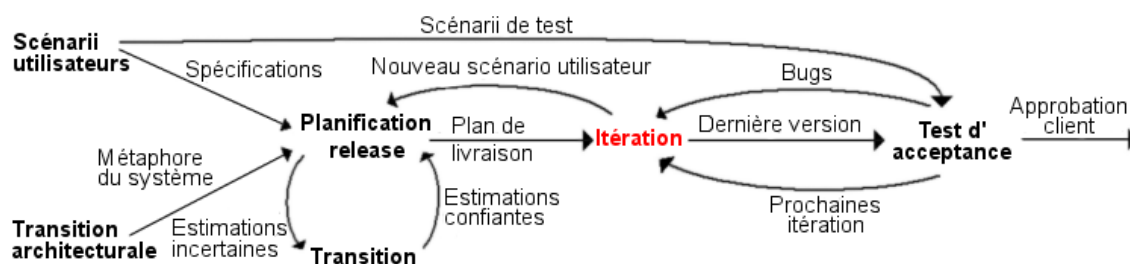 Scénarii de test
Scénarii
utilisateurs
Spécifications
Nouveau scénario utilisateur
Bugs
Planification
release
Plan de
livraison
Itération
Dernière version
Test d'
acceptance
Approbation
client
Métaphore
du système
Transition
architecturale
Estimations
incertaines
Estimations
confiantes
Transition
Prochaines
itération